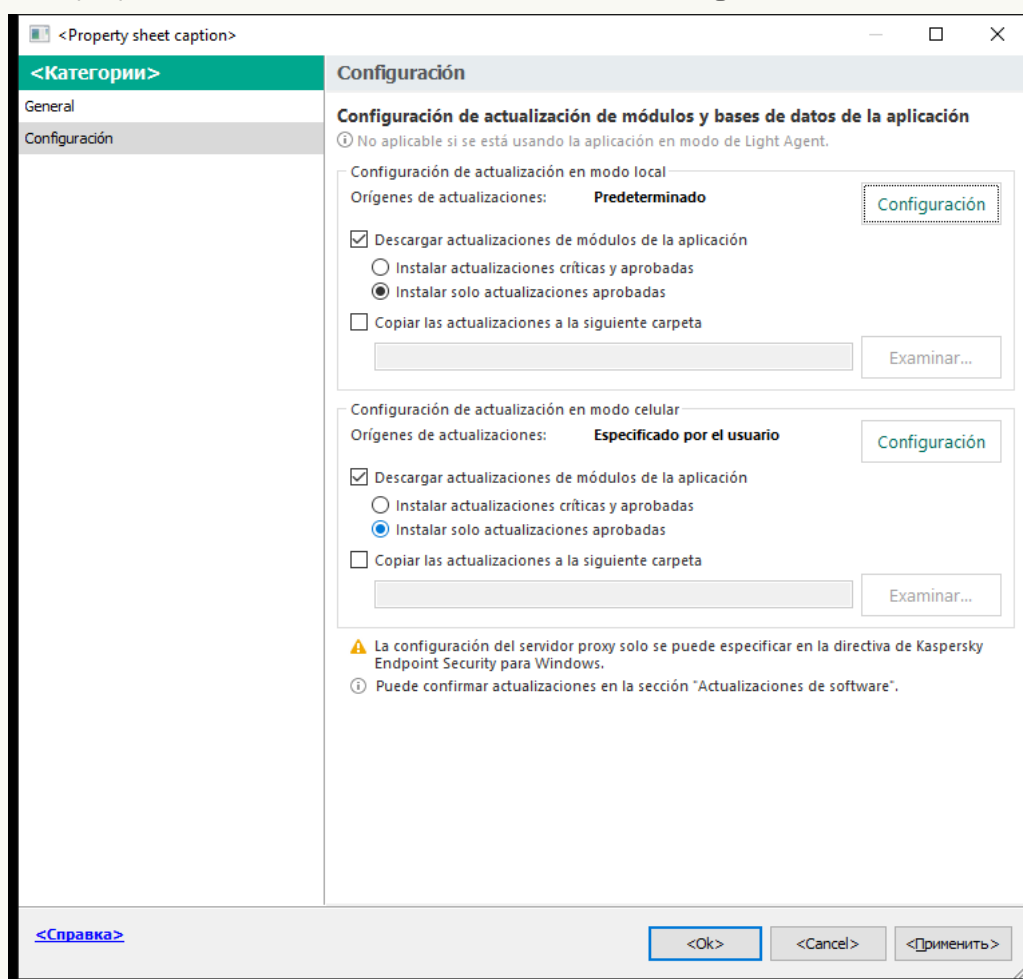 <Property sheet caption>
<Категории>
General
Configuración
Configuración
Configuración de actualización de módulos y bases de datos de la aplicación
No aplicable si se está usando la aplicación en modo de Light Agent.
Configuración de actualización en modo local
Orígenes de actualizaciones: Predeterminado
Configuración
Descargar actualizaciones de módulos de la aplicación
Instalar actualizaciones críticas y aprobadas
Instalar solo actualizaciones aprobadas
Copiar las actualizaciones a la siguiente carpeta
Examinar...
Configuración de actualización en modo celular
Orígenes de actualizaciones: Especificado por el usuario
Configuración
Descargar actualizaciones de módulos de la aplicación
Instalar actualizaciones críticas y aprobadas
Instalar solo actualizaciones aprobadas
Copiar las actualizaciones a la siguiente carpeta
Examinar...
La configuración del servidor proxy solo se puede especificar en la directiva de Kaspersky
Endpoint Security para Windows.
Puede confirmar actualizaciones en la sección "Actualizaciones de software".
<Справка>
<Ok> <Cancel> <Применить>